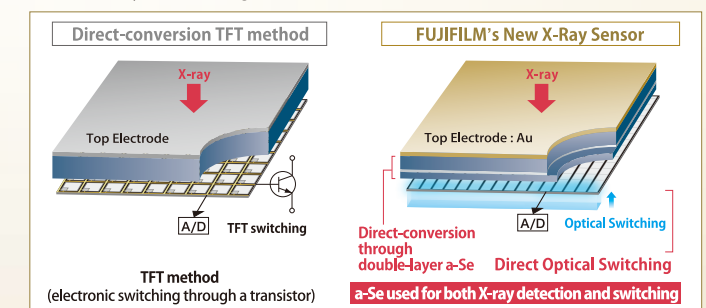 Direct-conversion TFT method
X-ray
Top Electrode
A/D
TFT switching
TFT method
(electronic switching through a transistor)
FUJIFILM's New X-Ray Sensor
X-ray
Top Electrode : Au
A/D
Optical Switching
Direct-conversion
through
double-layer a-Se
Direct Optical Switching
a-Se used for both X-ray detection and switching